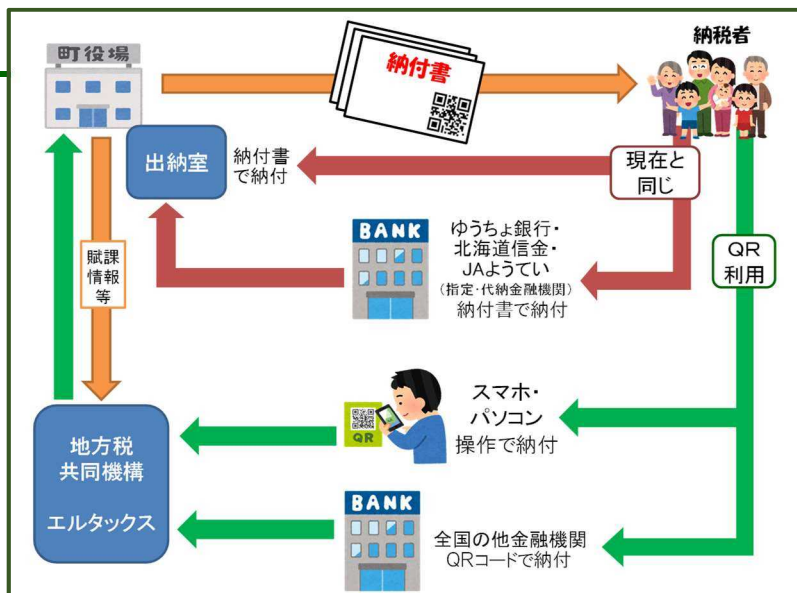 町役場
納付書
納税者
出納室
納付書
で納付
現在と
同じ
BANK
ゆうちょ銀行・
北海道信金・
JAようてい
(指定・代納金融機関)
納付書で納付
QR
利用
賦課
情報
等
QR
スマホ・
パソコン
操作で納付
地方税
共同機構
エルタックス
BANK
全国の他金融機関
QRコードで納付